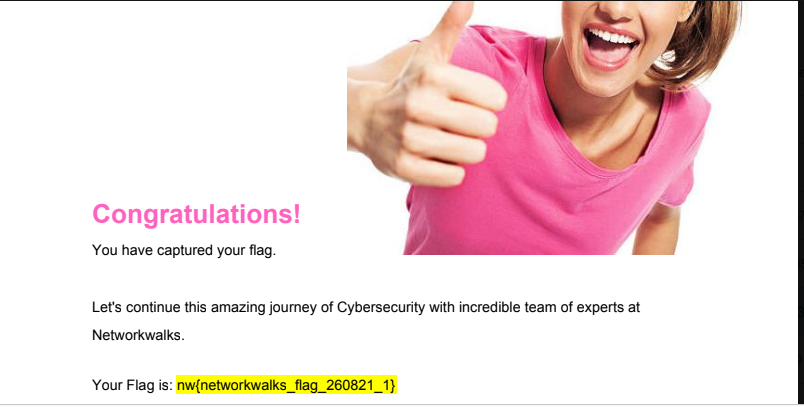 Congratulations!
You have captured your flag.
Let's continue this amazing journey of Cybersecurity with incredible team of experts at
Networkwalks.
Your Flag is: nw{networkwalks_flag_260821_1}